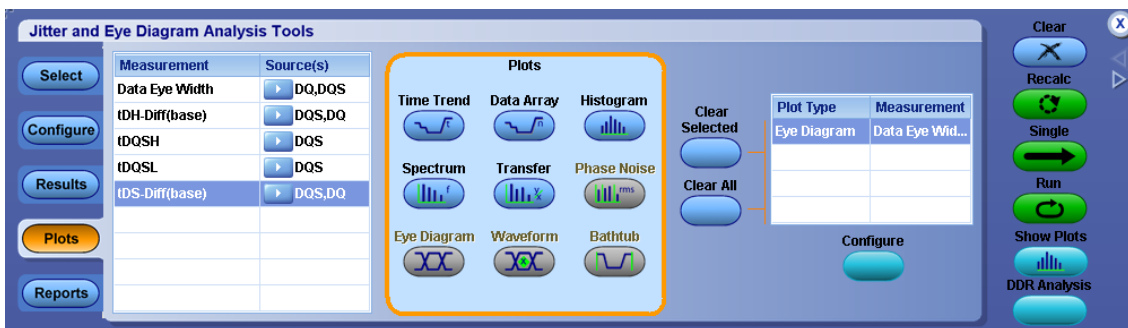 Jitter and Eye Diagram Analysis Tools
Select
Configure
Results
Plots
Reports
Measurement Source(s)
Data Eye Width DQ,DQS
tDH-Diff(base) DQS,DQ
tDQSH DQS
tDQSL DQS
tDS-Diff(base) DQS,DQ
Plots
Time Trend Data Array Histogram
Spectrum Transfer Phase Noise
Eye Diagram Waveform Bathtub
Clear
Selected
Clear All
Plot Type Measurement
Eye Diagram Data Eye Wid...
Configure
Clear
X
Recalc
Single
Run
Show Plots
DDR Analysis